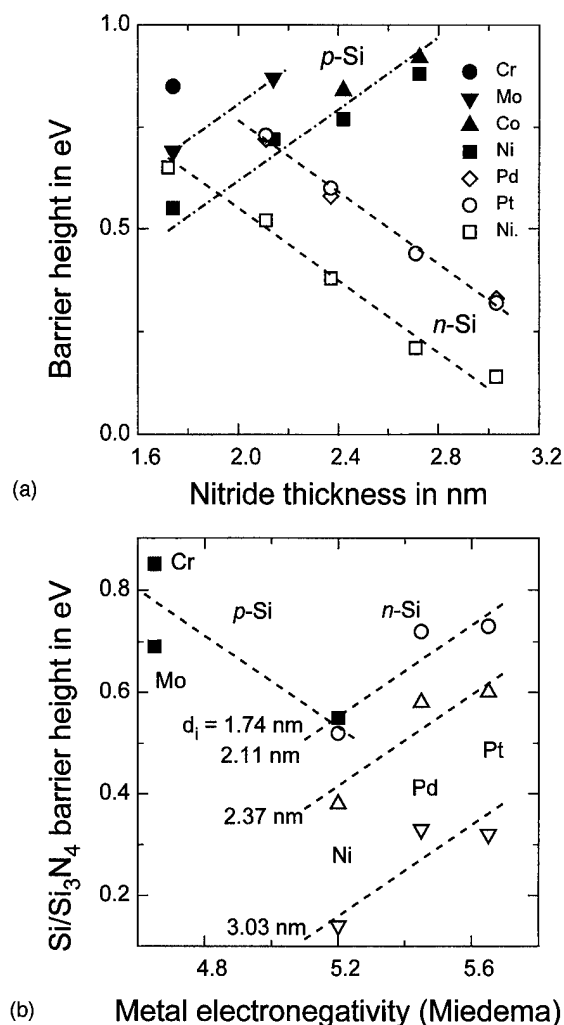 1.0
p-Si
Cr
Mo
Co
Ni
Pd
Pt
Ni.
0.5
n-Si
0.0
1.6 2.0 2.4 2.8 3.2
Barrier height in eV
(a)
Nitride thickness in nm
Cr
0.8
p-Si
n-Si
Mo
0.6
dᵢ = 1.74 nm
2.11 nm
Pt
Pd
0.4
2.37 nm
Ni
0.2
3.03 nm
4.8 5.2 5.6
Si/Si₃N₄ barrier height in eV
(b)
Metal electronegativity (Miedema)